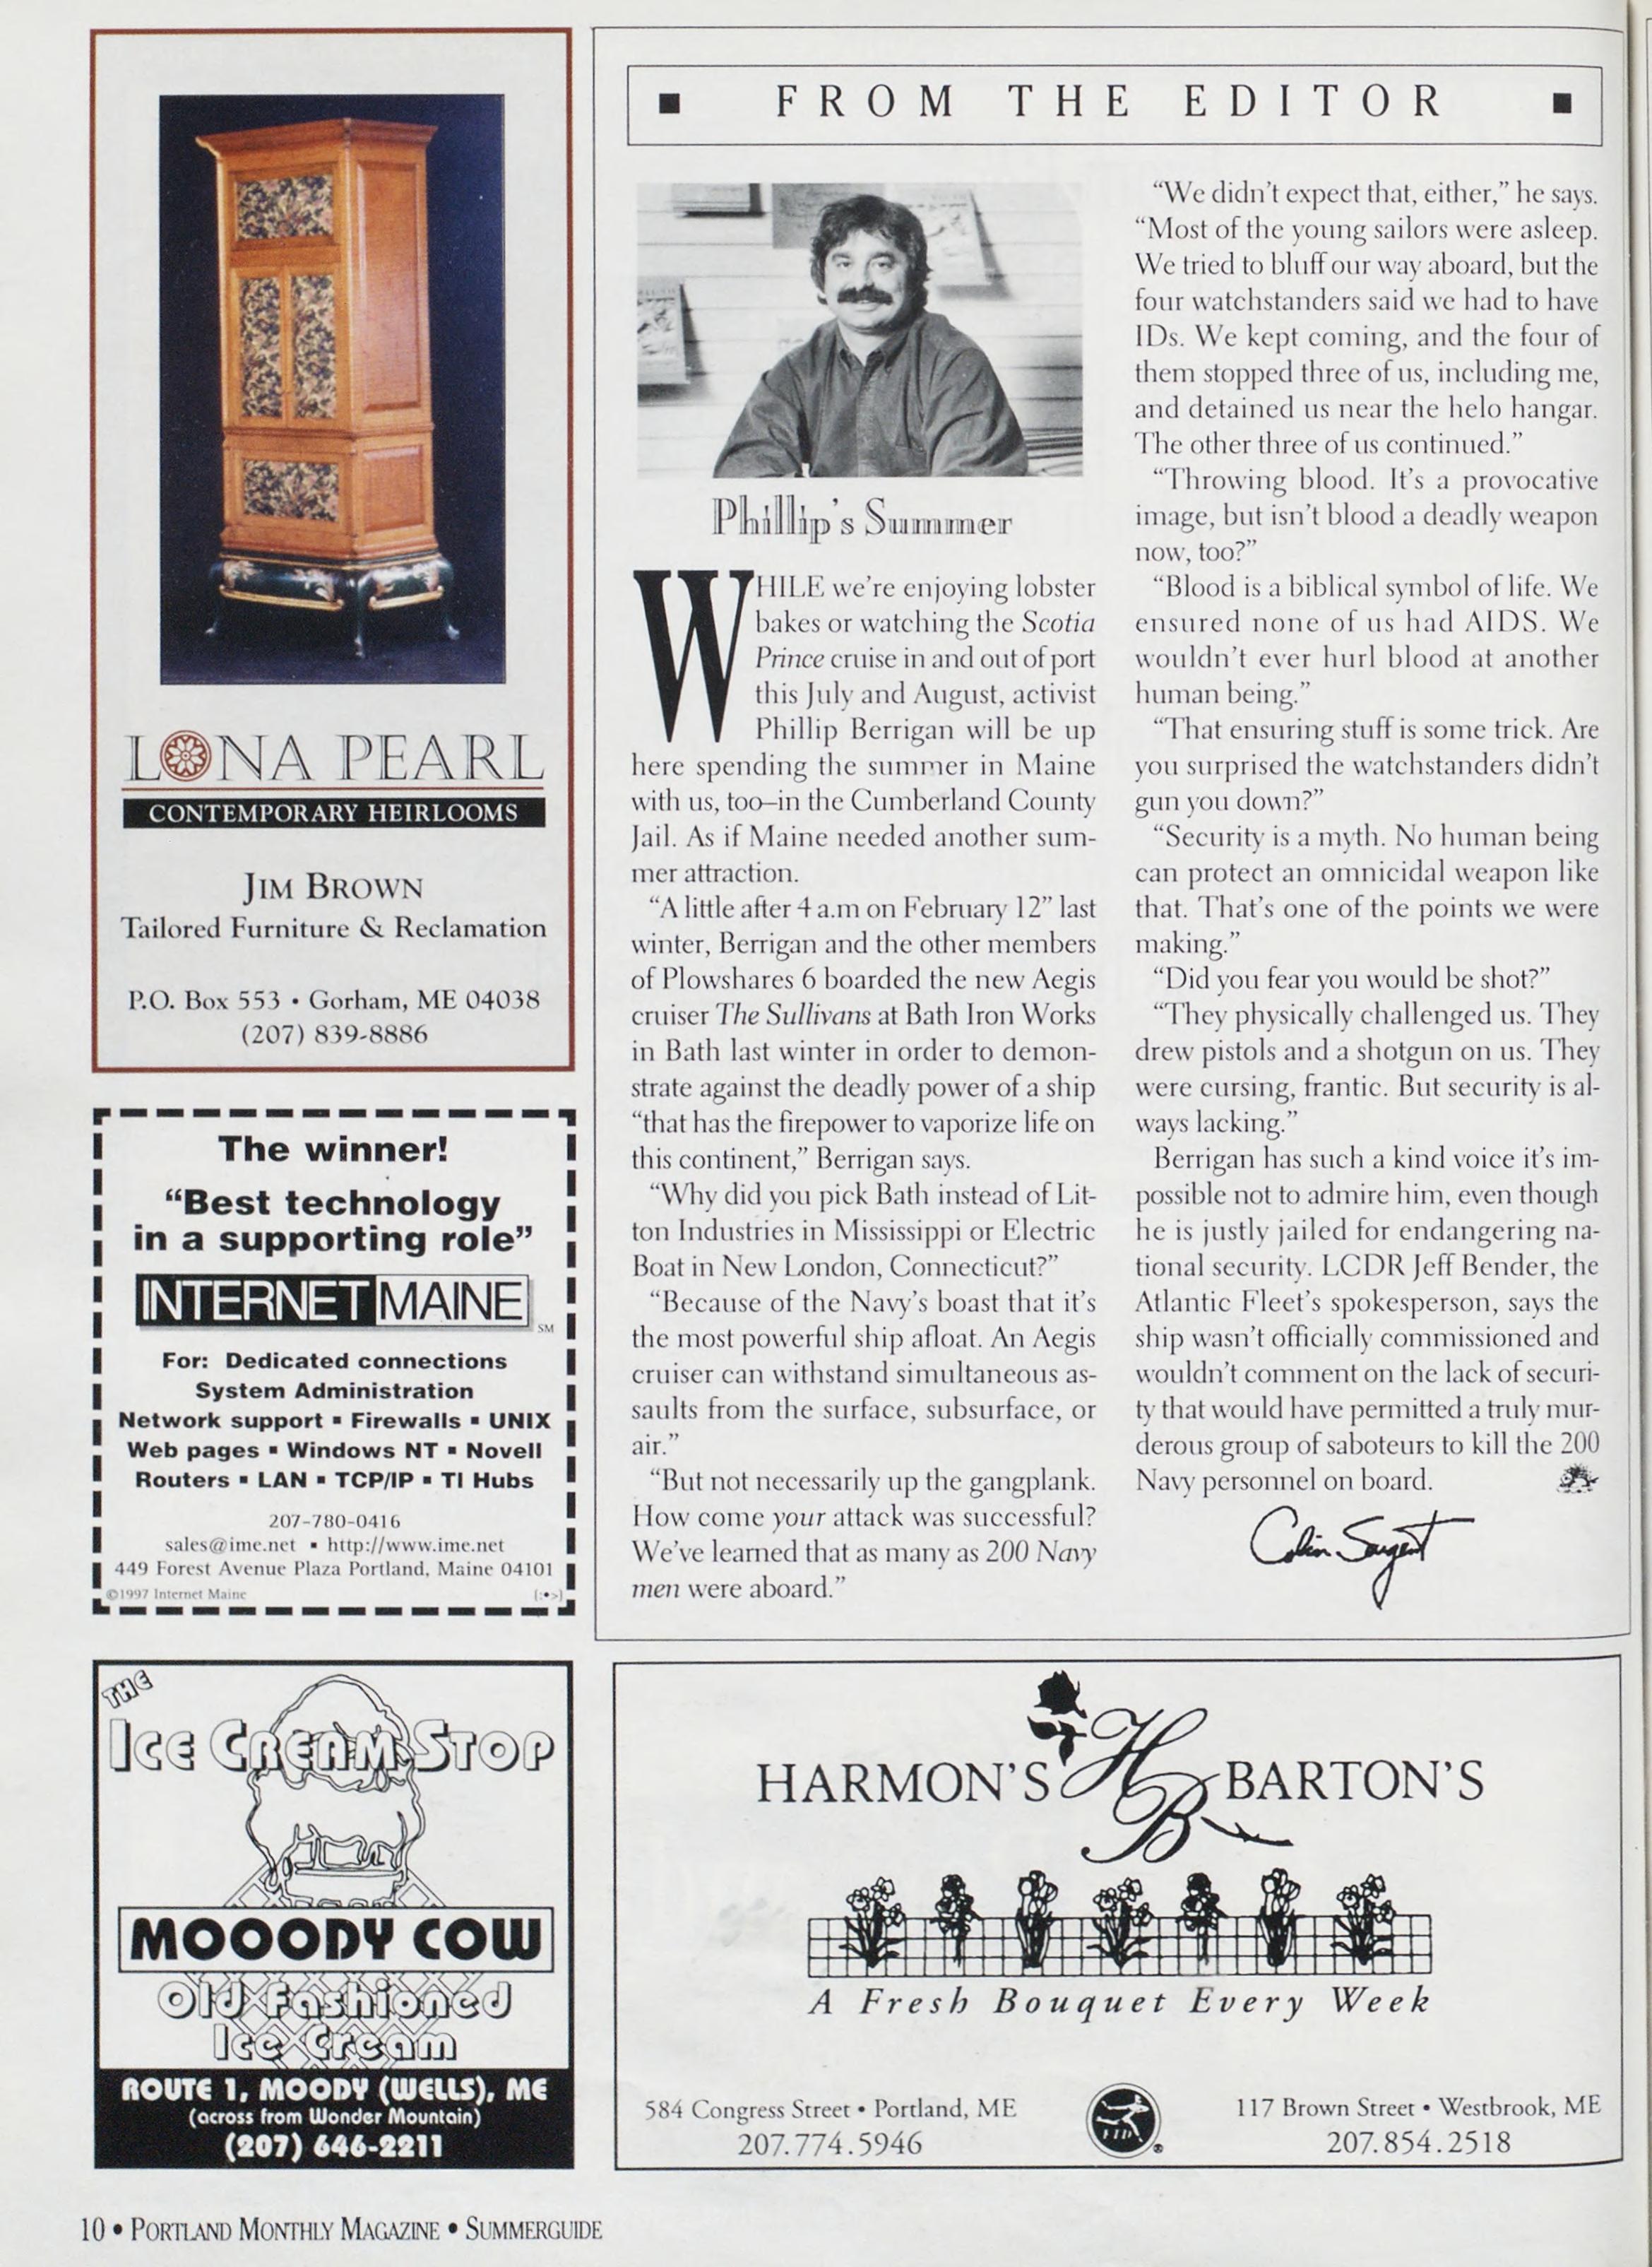 LONA PEARL
CONTEMPORARY HEIRLOOMS
JIM BROWN
Tailored Furniture & Reclamation
P.O. Box 553 • Gorham, ME 04038
(207) 839-8886
The winner!
“Best technology
in a supporting role”
INTERNET MAINE
SM
For: Dedicated connections
System Administration
Network support ▪ Firewalls ▪ UNIX
Web pages ▪ Windows NT ▪ Novell
Routers ▪ LAN ▪ TCP/IP ▪ TI Hubs
207-780-0416
sales@ime.net ▪ http://www.ime.net
449 Forest Avenue Plaza Portland, Maine 04101
©1997 Internet Maine
THE
ICE CREAM STOP
MOOODY COW
Old Fashioned
Ice Cream
ROUTE 1, MOODY (WELLS), ME
(across from Wonder Mountain)
(207) 646-2211
▪ FROM THE EDITOR ▪
Phillip's Summer
WHILE we're enjoying lobster
bakes or watching the Scotia
Prince cruise in and out of port
this July and August, activist
Phillip Berrigan will be up
here spending the summer in Maine
with us, too–in the Cumberland County
Jail. As if Maine needed another sum-
mer attraction.
“A little after 4 a.m on February 12” last
winter, Berrigan and the other members
of Plowshares 6 boarded the new Aegis
cruiser The Sullivans at Bath Iron Works
in Bath last winter in order to demon-
strate against the deadly power of a ship
“that has the firepower to vaporize life on
this continent,” Berrigan says.
“Why did you pick Bath instead of Lit-
ton Industries in Mississippi or Electric
Boat in New London, Connecticut?”
“Because of the Navy's boast that it's
the most powerful ship afloat. An Aegis
cruiser can withstand simultaneous as-
saults from the surface, subsurface, or
air.”
“But not necessarily up the gangplank.
How come your attack was successful?
We've learned that as many as 200 Navy
men were aboard.”
“We didn't expect that, either,” he says.
“Most of the young sailors were asleep.
We tried to bluff our way aboard, but the
four watchstanders said we had to have
IDs. We kept coming, and the four of
them stopped three of us, including me,
and detained us near the helo hangar.
The other three of us continued.”
“Throwing blood. It's a provocative
image, but isn't blood a deadly weapon
now, too?”
“Blood is a biblical symbol of life. We
ensured none of us had AIDS. We
wouldn't ever hurl blood at another
human being.”
“That ensuring stuff is some trick. Are
you surprised the watchstanders didn't
gun you down?”
“Security is a myth. No human being
can protect an omnicidal weapon like
that. That's one of the points we were
making.”
“Did you fear you would be shot?”
“They physically challenged us. They
drew pistols and a shotgun on us. They
were cursing, frantic. But security is al-
ways lacking.”
Berrigan has such a kind voice it's im-
possible not to admire him, even though
he is justly jailed for endangering na-
tional security. LCDR Jeff Bender, the
Atlantic Fleet's spokesperson, says the
ship wasn't officially commissioned and
wouldn't comment on the lack of securi-
ty that would have permitted a truly mur-
derous group of saboteurs to kill the 200
Navy personnel on board.
Colin Sargent
HARMON'S HB BARTON'S
A Fresh Bouquet Every Week
584 Congress Street • Portland, ME
207.774.5946
FTD®
117 Brown Street • Westbrook, ME
207.854.2518
10 • PORTLAND MONTHLY MAGAZINE • SUMMERGUIDE